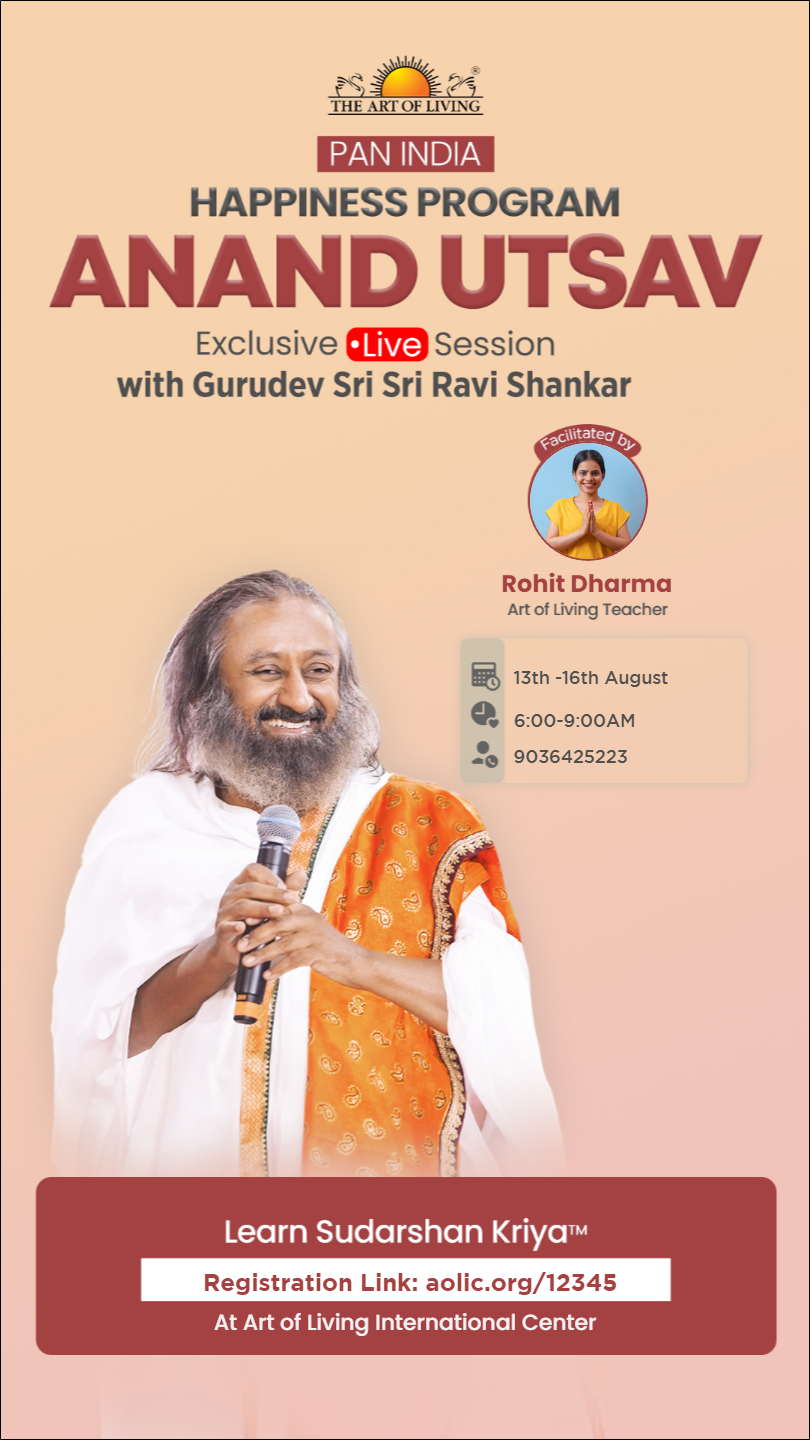 THE ART OF LIVING®
PAN INDIA
HAPPINESS PROGRAM
ANAND UTSAV
Exclusive •Live Session
with Gurudev Sri Sri Ravi Shankar
Facilitated by
Rohit Dharma
Art of Living Teacher
13th -16th August
6:00-9:00AM
9036425223
Learn Sudarshan Kriya™
Registration Link: aolic.org/12345
At Art of Living International Center